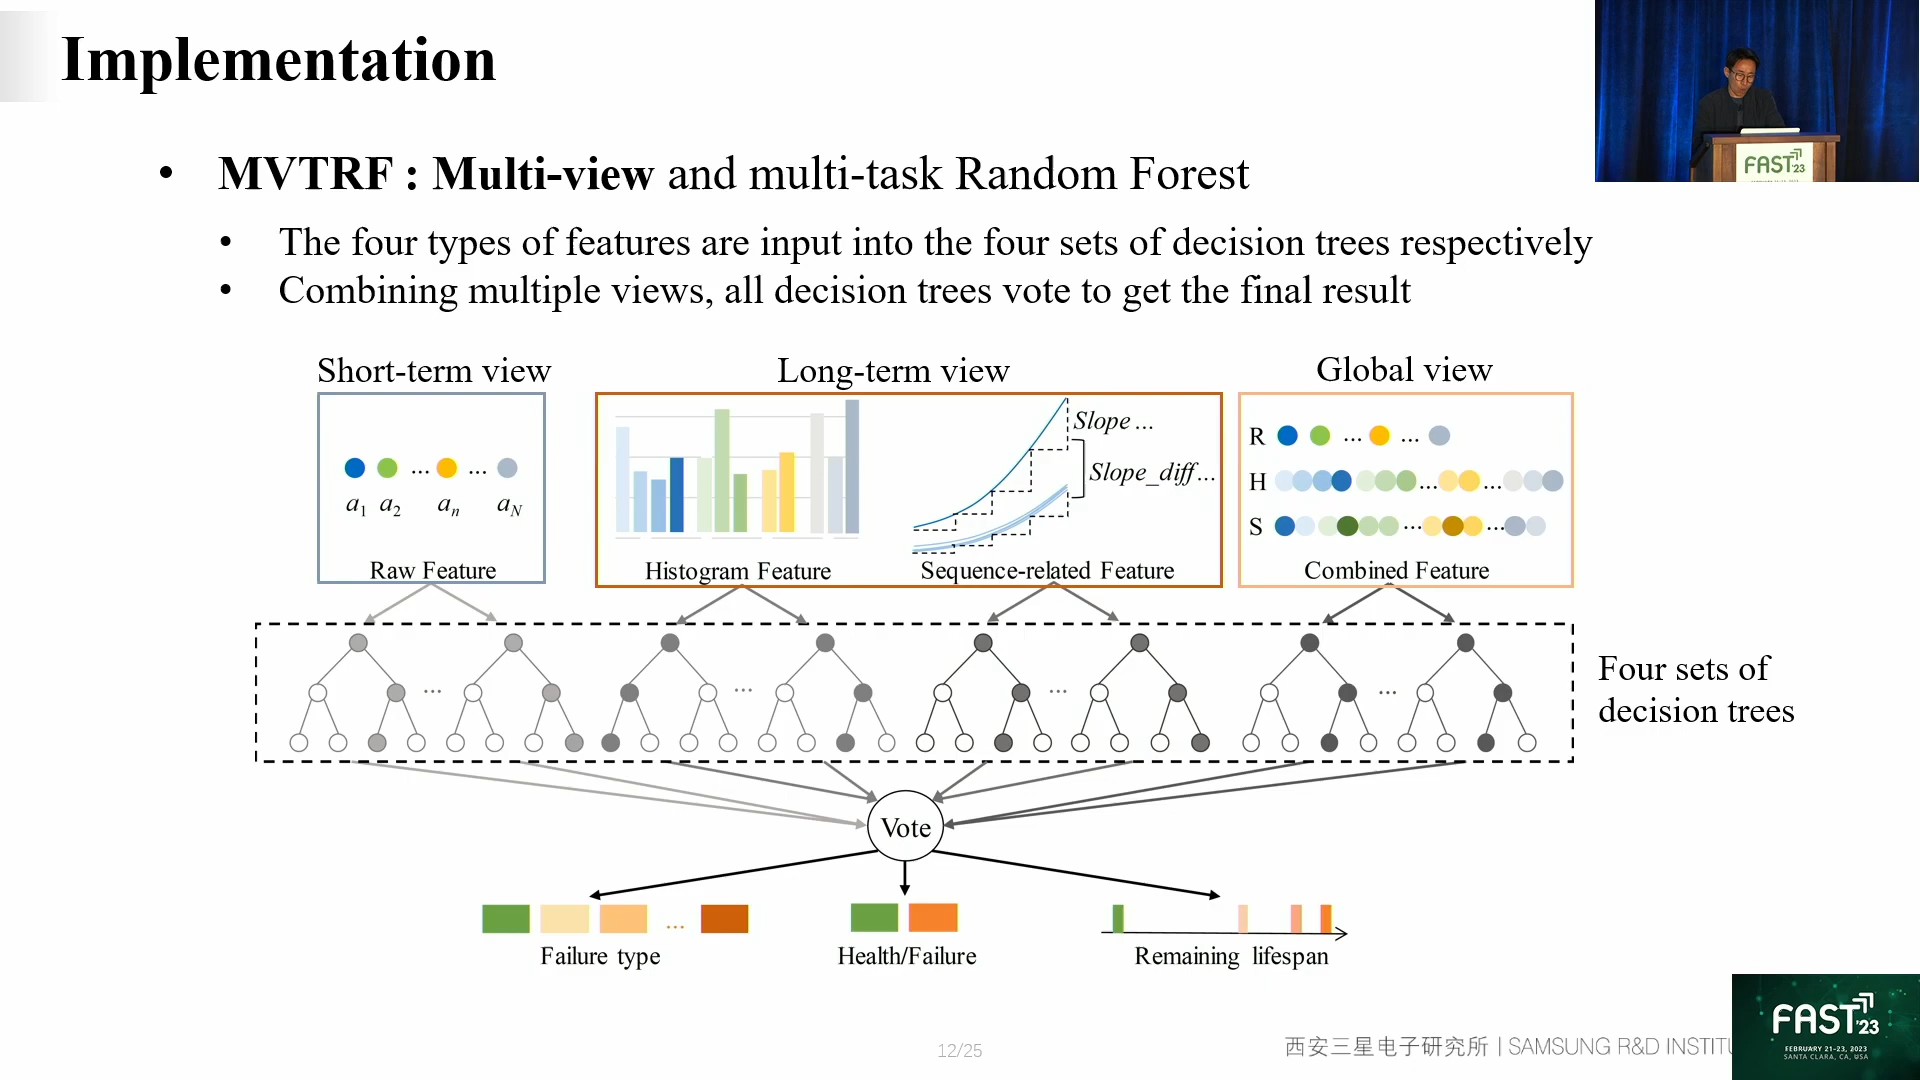 Implementation
• MVTRF : Multi-view and multi-task Random Forest
• The four types of features are input into the four sets of decision trees respectively
• Combining multiple views, all decision trees vote to get the final result
Short-term view
Long-term view
Global view
a1 a2 ... an ... aN
Raw Feature
Slope ...
Slope_diff ...
Histogram Feature
Sequence-related Feature
R ... ...
H ... ...
S ... ...
Combined Feature
Four sets of
decision trees
Vote
Failure type
Health/Failure
Remaining lifespan
12/25
西安三星电子研究所 | SAMSUNG R&D INSTITU
FAST '23
FAST '23
FEBRUARY 21-23, 2023
SANTA CLARA, CA, USA